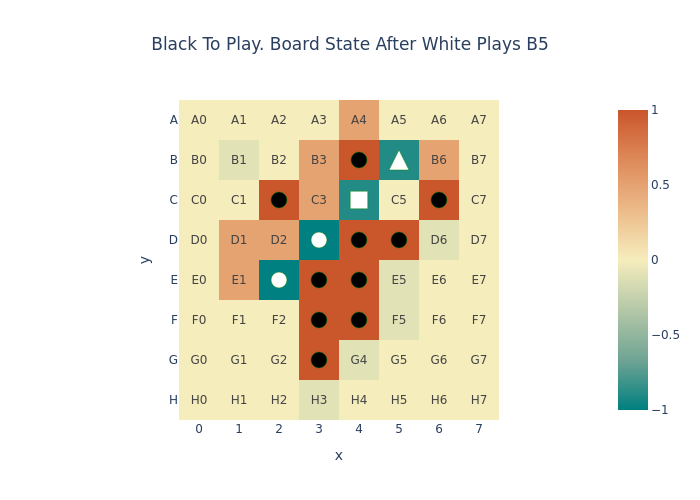 Black To Play. Board State After White Plays B5
A A0 A1 A2 A3 A4 A5 A6 A7
B B0 B1 B2 B3 B6 B7
C C0 C1 C3 C5 C7
D D0 D1 D2 D6 D7
E E0 E1 E5 E6 E7
F F0 F1 F2 F5 F6 F7
G G0 G1 G2 G4 G5 G6 G7
H H0 H1 H2 H3 H4 H5 H6 H7
0 1 2 3 4 5 6 7
x
y
1
0.5
0
−0.5
−1